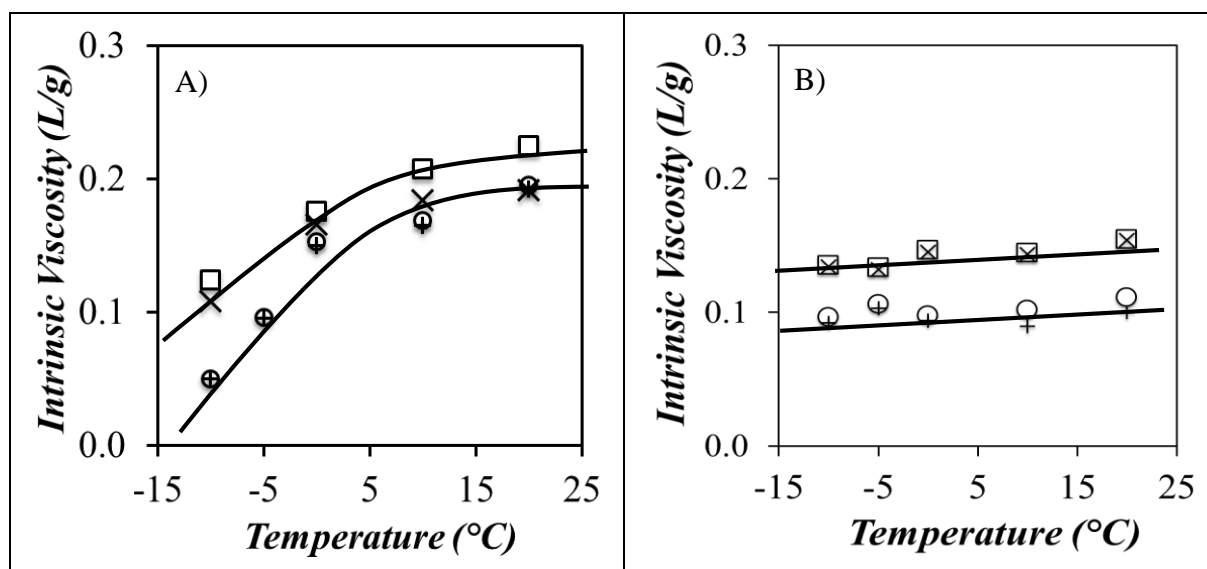 A)
Intrinsic Viscosity (L/g)
0.3
0.2
0.1
0.0
-15 -5 5 15 25
Temperature (°C)
B)
Intrinsic Viscosity (L/g)
0.3
0.2
0.1
0.0
-15 -5 5 15 25
Temperature (°C)